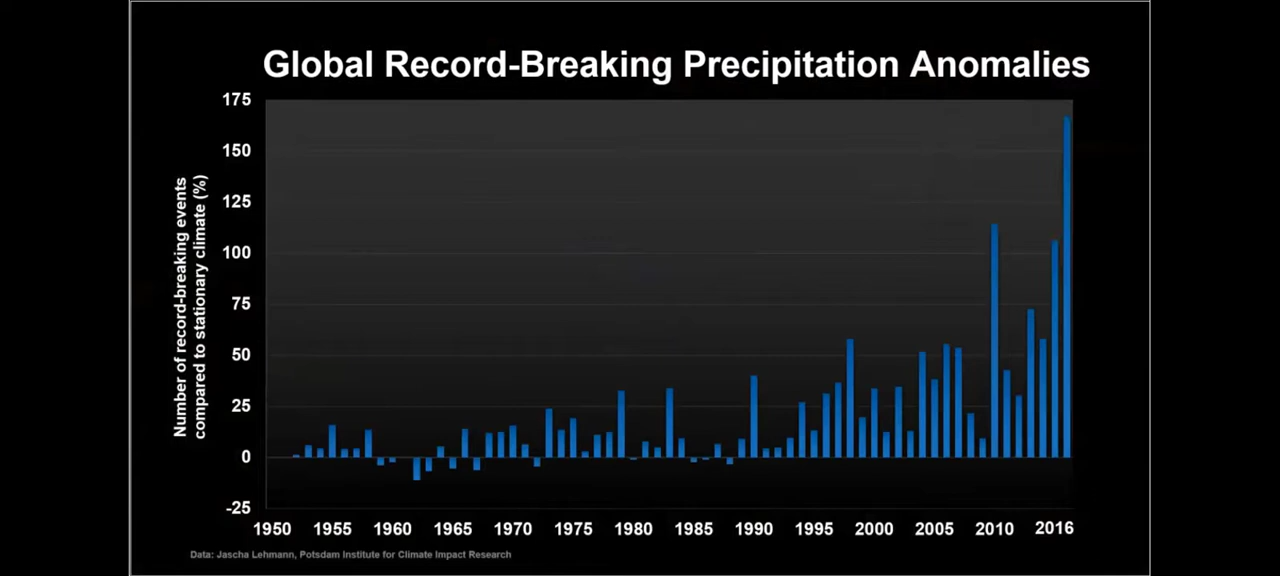 Global Record-Breaking Precipitation Anomalies
Number of record-breaking events
compared to stationary climate (%)
175
150
125
100
75
50
25
0
-25
1950 1955 1960 1965 1970 1975 1980 1985 1990 1995 2000 2005 2010 2016
Data: Jascha Lehmann, Potsdam Institute for Climate Impact Research